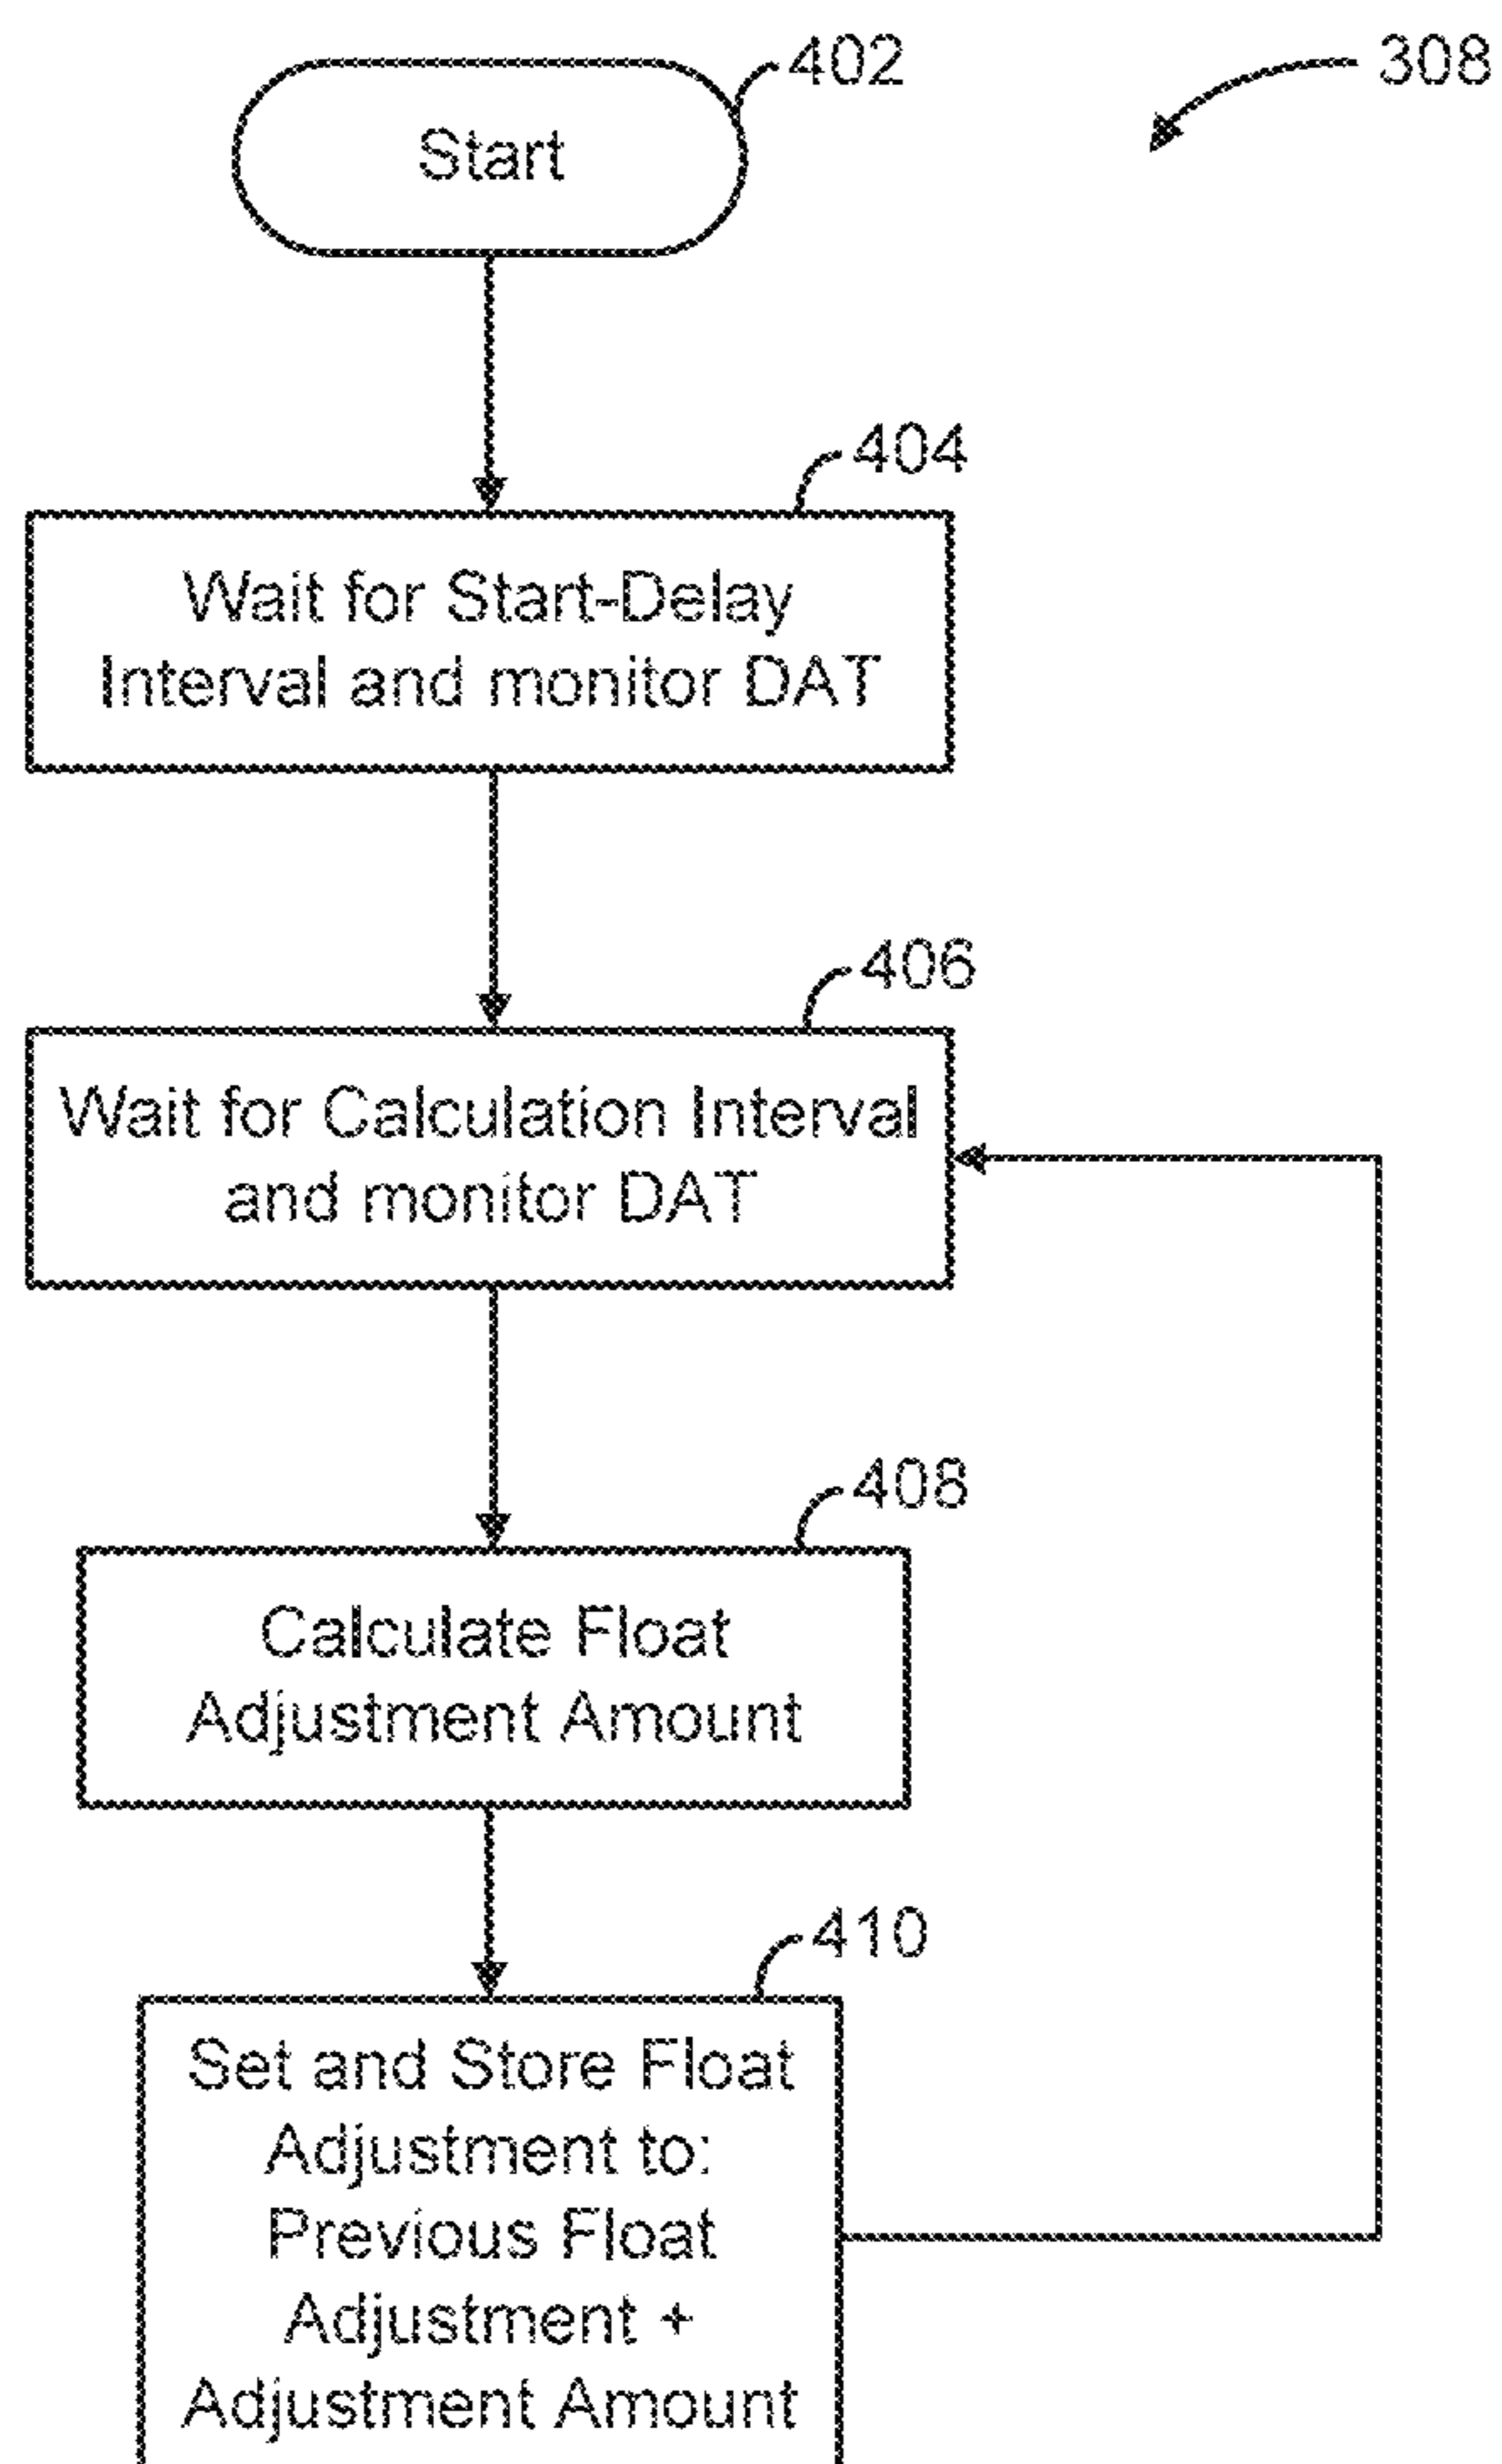 402
308
Start
404
Wait for Start-Delay
Interval and monitor DAT
406
Wait for Calculation Interval
and monitor DAT
408
Calculate Float
Adjustment Amount
410
Set and Store Float
Adjustment to:
Previous Float
Adjustment +
Adjustment Amount